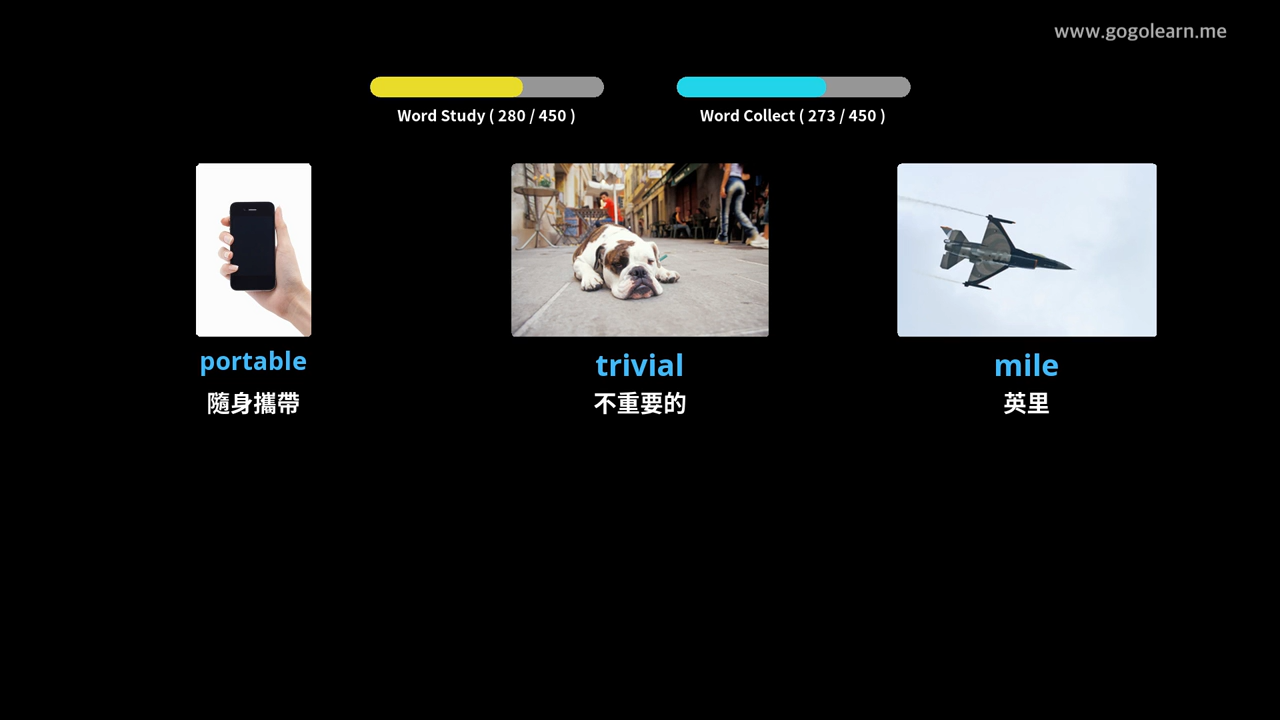 www.gogolearn.me
Word Study ( 280 / 450 )
Word Collect ( 273 / 450 )
portable
trivial
mile
隨身攜帶
不重要的
英里